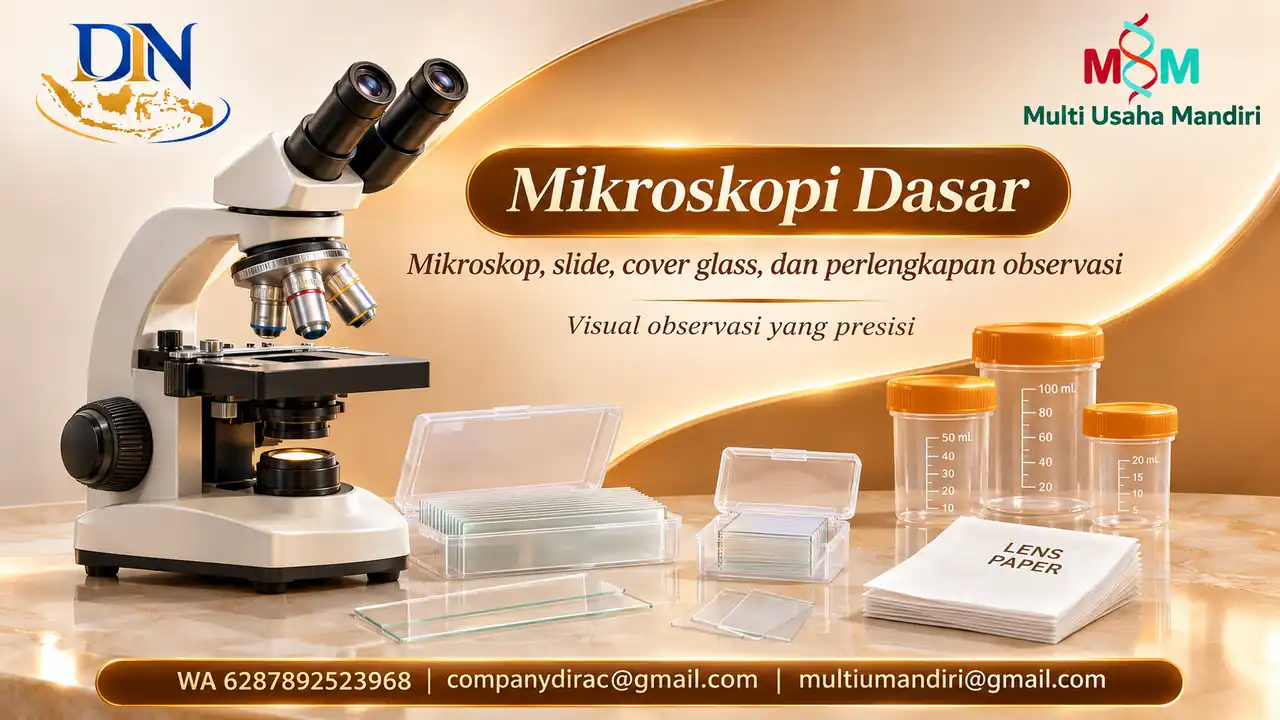 DIN
MUM
Multi Usaha Mandiri
Mikroskopi Dasar
Mikroskop, slide, cover glass, dan perlengkapan observasi
Visual observasi yang presisi
100 mL
80
60
40
20
50 mL
40
30
20
10
20 mL
15
10
5
LENS
PAPER
WA 6287892523968 | companydirac@gmail.com | multiumandiri@gmail.com